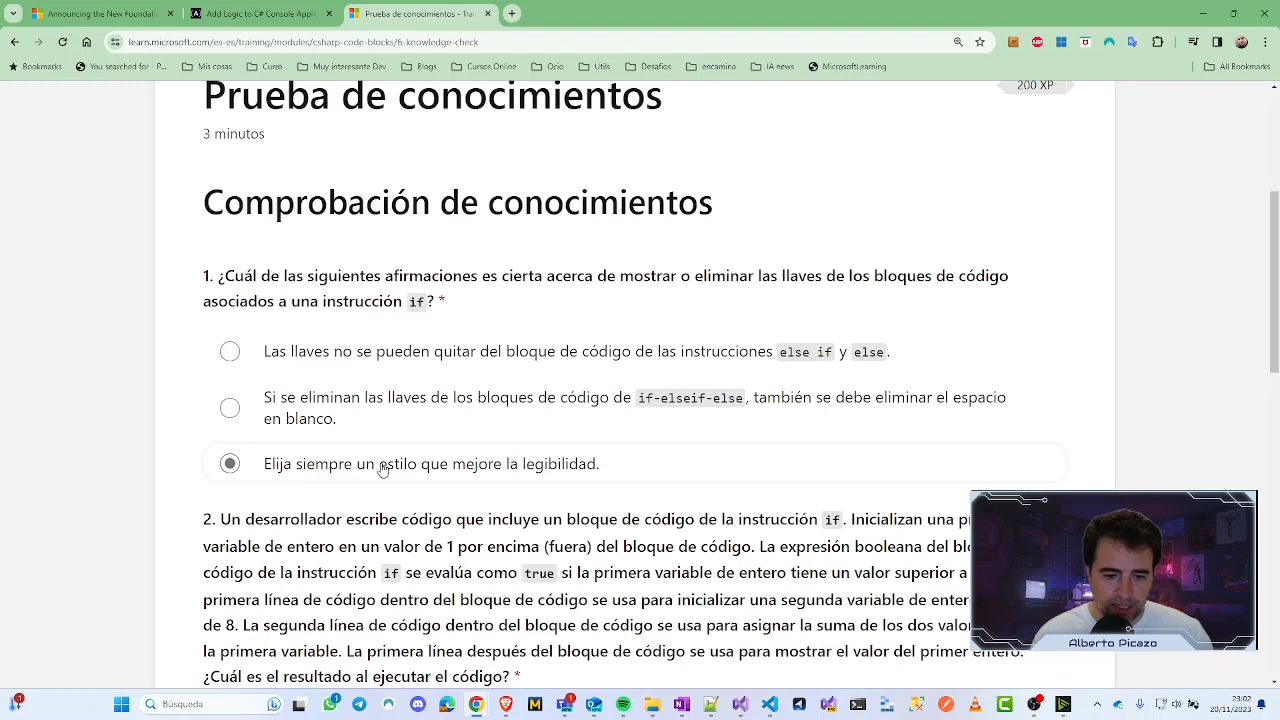 Announcing the New Foundatio
Add Logic to C# Console Applic
Prueba de conocimientos - Trai
learn.microsoft.com/es-es/training/modules/csharp-code-blocks/6-knowledge-check
Bookmarks
You searched for - P...
Mis cosas
Curro
Muy interesante Dev
Blogs
Cursos Online
Ocio
Utils
Desafios
encamina
IA news
MicrosoftLearning
All Bookmarks
Prueba de conocimientos
200 XP
3 minutos
Comprobación de conocimientos
1. ¿Cuál de las siguientes afirmaciones es cierta acerca de mostrar o eliminar las llaves de los bloques de código
asociados a una instrucción if? *
Las llaves no se pueden quitar del bloque de código de las instrucciones else if y else.
Si se eliminan las llaves de los bloques de código de if-elseif-else, también se debe eliminar el espacio
en blanco.
Elija siempre un estilo que mejore la legibilidad.
2. Un desarrollador escribe código que incluye un bloque de código de la instrucción if. Inicializan una pr
variable de entero en un valor de 1 por encima (fuera) del bloque de código. La expresión booleana del blo
código de la instrucción if se evalúa como true si la primera variable de entero tiene un valor superior a
primera línea de código dentro del bloque de código se usa para inicializar una segunda variable de enter
de 8. La segunda línea de código dentro del bloque de código se usa para asignar la suma de los dos valor
la primera variable. La primera línea después del bloque de código se usa para mostrar el valor del primer entero.
¿Cuál es el resultado al ejecutar el código? *
Alberto Picazo
Búsqueda
23:02
20/11/2023